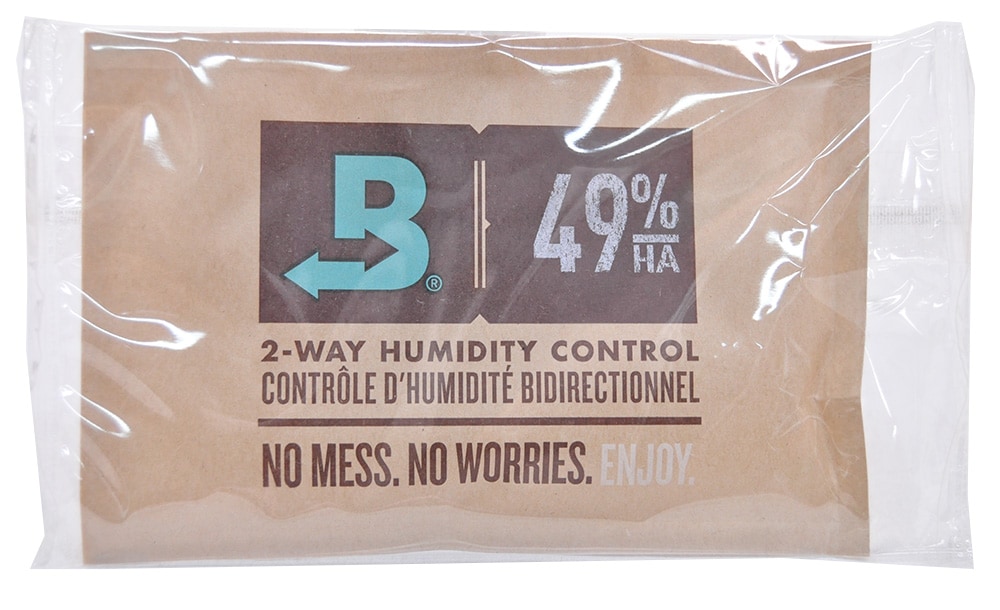 B®
49%
HA
2-WAY HUMIDITY CONTROL
CONTRÔLE D'HUMIDITÉ BIDIRECTIONNEL
NO MESS. NO WORRIES. ENJOY.